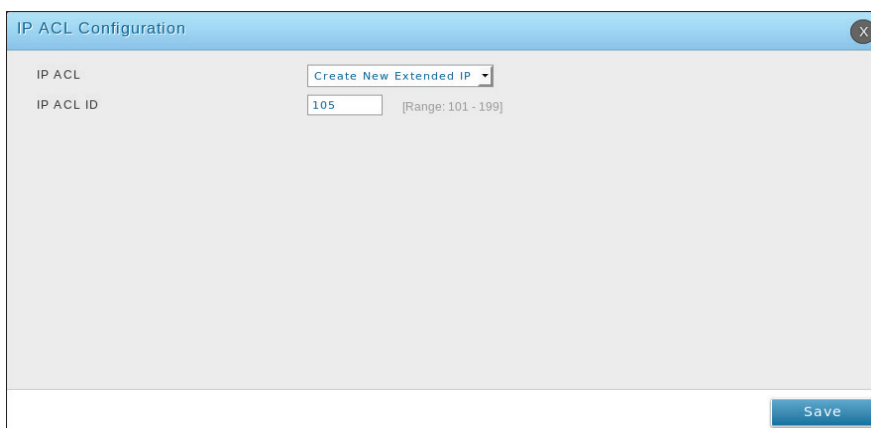 IP ACL Configuration
X
IP ACL
Create New Extended IP
IP ACL ID
105 [Range: 101 - 199]
Save